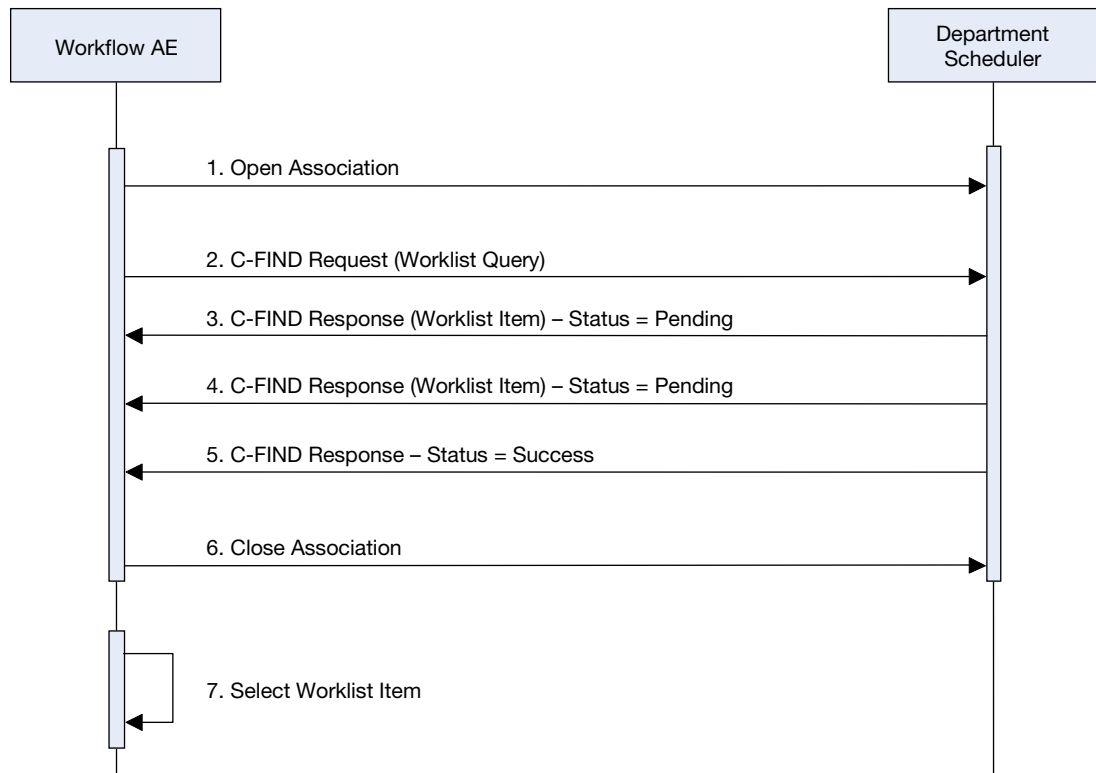 Workflow AE
Department
Scheduler
1. Open Association
2. C-FIND Request (Worklist Query)
3. C-FIND Response (Worklist Item) – Status = Pending
4. C-FIND Response (Worklist Item) – Status = Pending
5. C-FIND Response – Status = Success
6. Close Association
7. Select Worklist Item